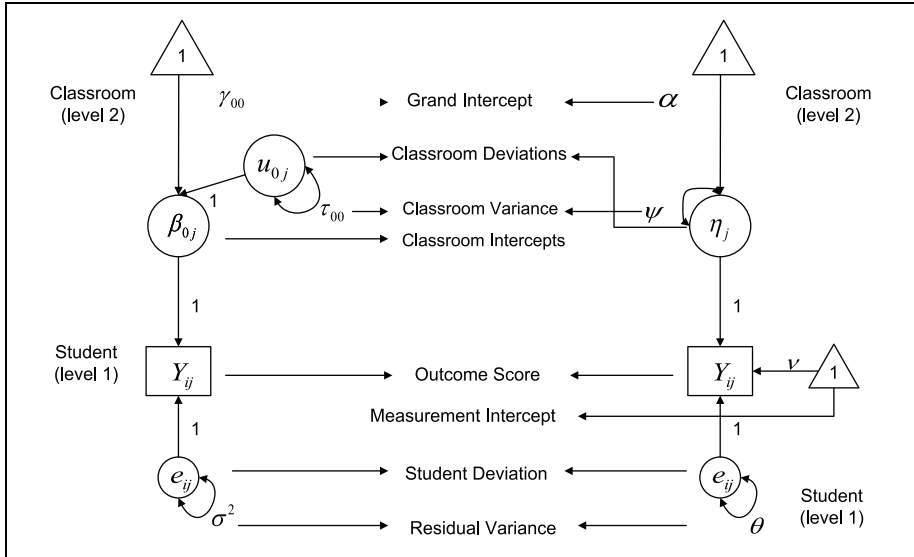 1
1
Classroom
(level 2)
γ00
Grand Intercept
α
Classroom
(level 2)
u0j
Classroom Deviations
1
τ00
Classroom Variance
ψ
β0j
Classroom Intercepts
ηj
1
1
Student
(level 1)
Yij
Outcome Score
Yij
ν
1
Measurement Intercept
1
1
eij
Student Deviation
eij
Student
(level 1)
σ2
Residual Variance
θ